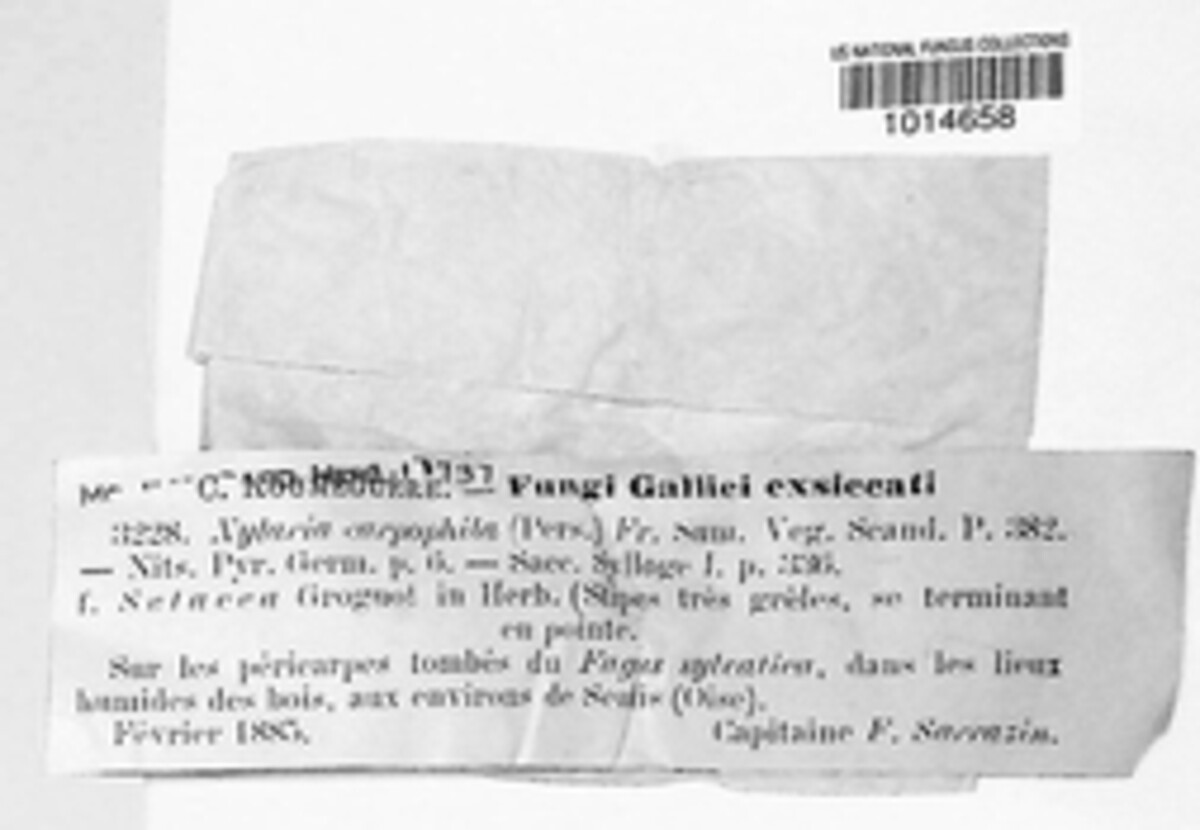 US NATIONAL FUNGUS COLLECTIONS
1014658
C. ROUMEGUÈRE. — Fungi Gallici exsiccati
3228. Xylaria carpophila (Pers.) Fr. Sum. Veg. Scand. P. 382.
— Nits. Pyr. Germ. p. 6. — Sacc. Sylloge I. p. 336.
f. Setacea Grognot in Herb. (Stipes très grêles, se terminant
en pointe.
Sur les péricarpes tombés du Fagus sylvatica, dans les lieux
humides des bois, aux environs de Senlis (Oise).
Février 1885. Capitaine F. Sarrazin.